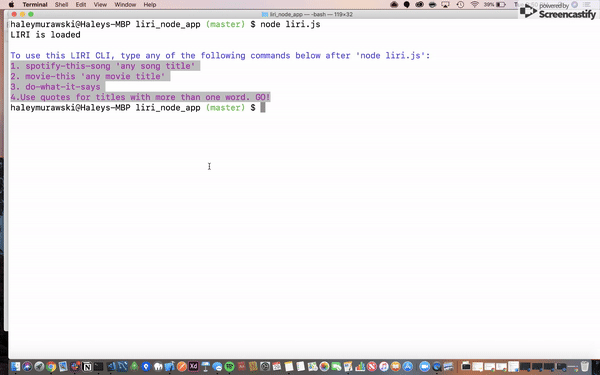 Terminal Shell Edit View Window Help 39%
powered by
Screencastify
liri_node_app — -bash — 119×32
haleymurawski@Haleys-MBP liri_node_app (master) $ node liri.js
LIRI is loaded
To use this LIRI CLI, type any of the following commands below after 'node liri.js':
1. spotify-this-song 'any song title'
2. movie-this 'any movie title'
3. do-what-it-says
4.Use quotes for titles with more than one word. GO!
haleymurawski@Haleys-MBP liri_node_app (master) $